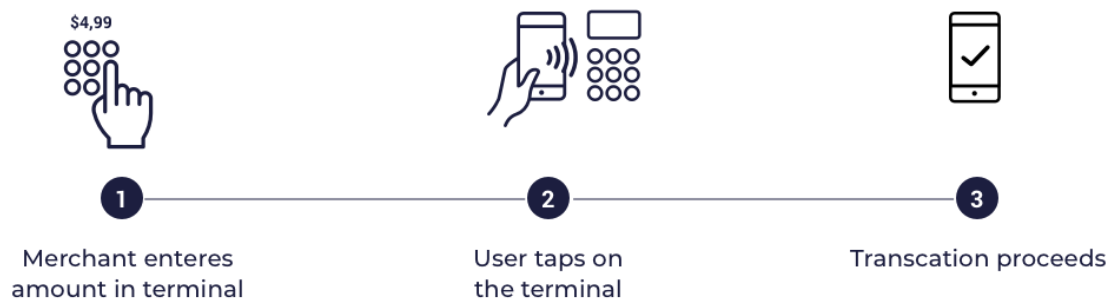 $4,99
1
2
3
Merchant enteres
amount in terminal
User taps on
the terminal
Transcation proceeds